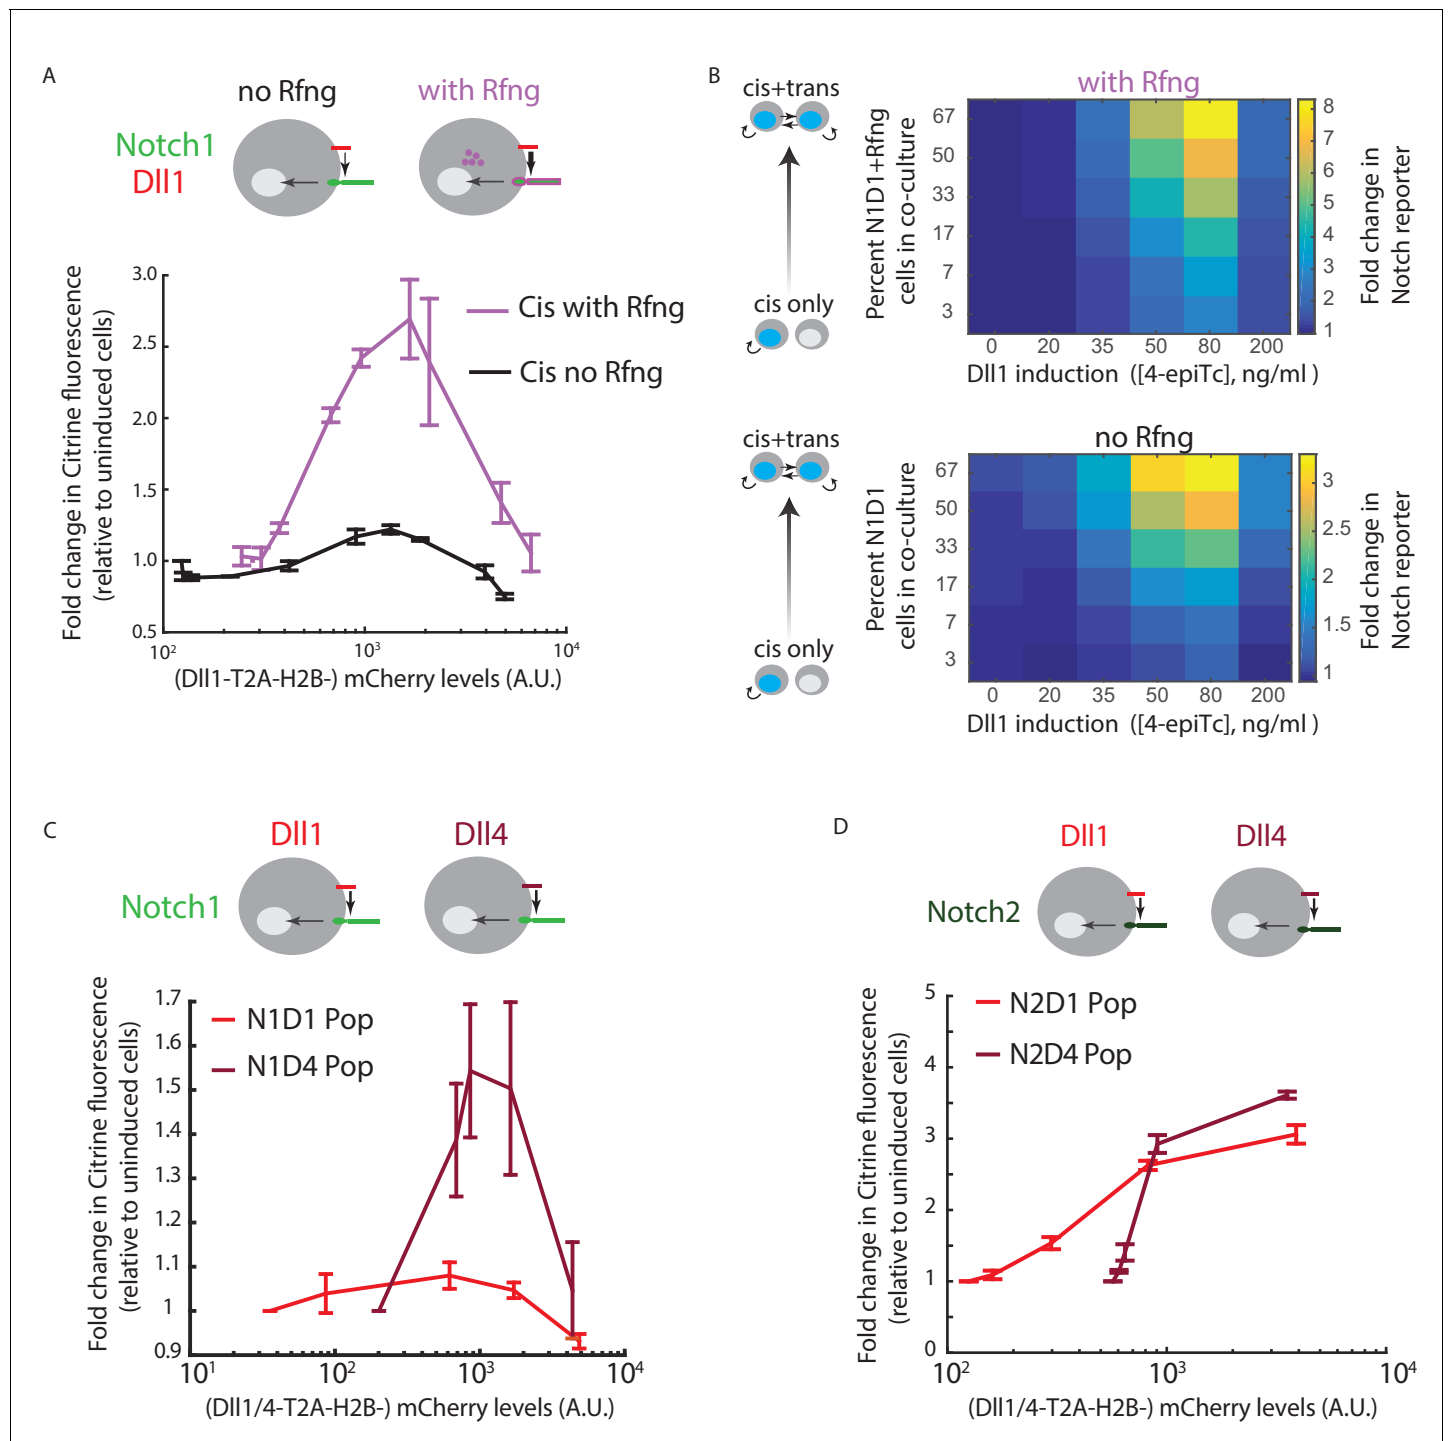 A
no Rfng
with Rfng
Notch1
Dll1
Fold change in Citrine fluorescence
(relative to uninduced cells)
3.0
2.5
2.0
1.5
1.0
0.5
Cis with Rfng
Cis no Rfng
10²
10³
10⁴
(Dll1-T2A-H2B-) mCherry levels (A.U.)
B
cis+trans
cis only
with Rfng
Percent N1D1+Rfng
cells in co-culture
67
50
33
17
7
3
0
20
35
50
80
200
Dll1 induction ([4-epiTc], ng/ml )
8
7
6
5
4
3
2
1
Fold change in
Notch reporter
cis+trans
cis only
no Rfng
Percent N1D1
cells in co-culture
67
50
33
17
7
3
0
20
35
50
80
200
Dll1 induction ([4-epiTc], ng/ml )
3
2.5
2
1.5
1
Fold change in
Notch reporter
C
Dll1
Dll4
Notch1
Fold change in Citrine fluorescence
(relative to uninduced cells)
1.7
1.6
1.5
1.4
1.3
1.2
1.1
1
0.9
N1D1 Pop
N1D4 Pop
10¹
10²
10³
10⁴
(Dll1/4-T2A-H2B-) mCherry levels (A.U.)
D
Dll1
Dll4
Notch2
Fold change in Citrine fluorescence
(relative to uninduced cells)
5
4
3
2
1
0
N2D1 Pop
N2D4 Pop
10²
10³
10⁴
(Dll1/4-T2A-H2B-) mCherry levels (A.U.)